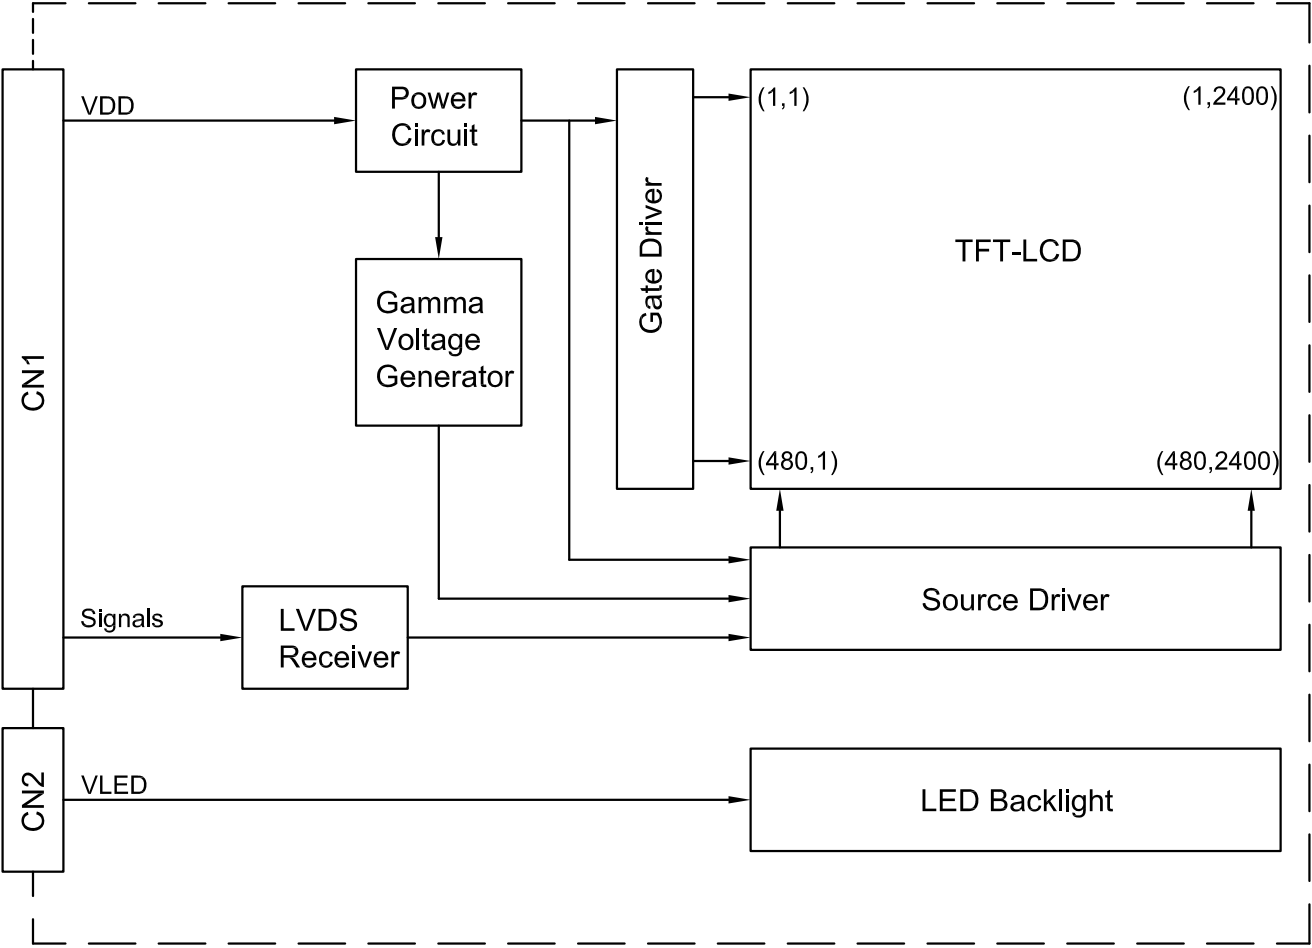 VDD
Power
Circuit
(1,1)
(1,2400)
Gate Driver
TFT-LCD
Gamma
Voltage
Generator
CN1
(480,1)
(480,2400)
Signals
LVDS
Receiver
Source Driver
CN2
VLED
LED Backlight